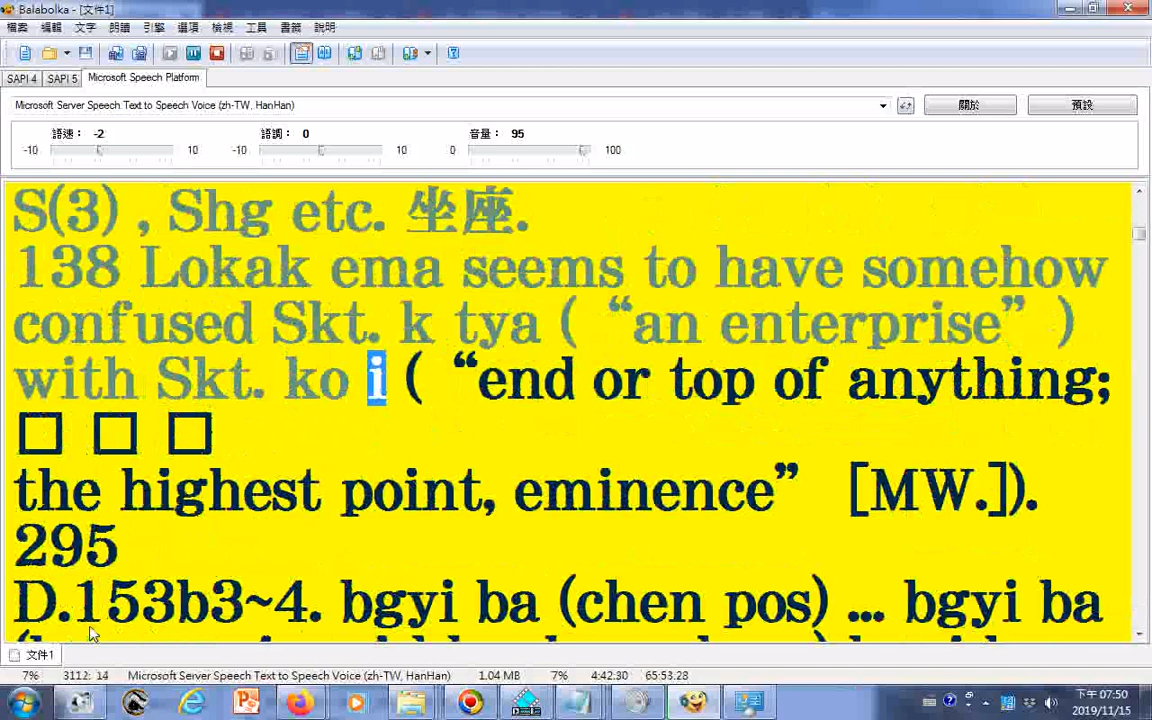 Balabolka - [文件1]
檔案 編輯 文字 朗讀 引擎 選項 檢視 工具 書籤 說明
SAPI 4 SAPI 5 Microsoft Speech Platform
Microsoft Server Speech Text to Speech Voice (zh-TW, HanHan) 關於 預設
語速： -2 語調： 0 音量： 95
-10 10 -10 10 0 100
S(3) , Shg etc. 坐座.
138 Lokak ema seems to have somehow
confused Skt. k tya ( “an enterprise” )
with Skt. ko i ( “end or top of anything;
□ □ □
the highest point, eminence” [MW.]).
295
D.153b3~4. bgyi ba (chen pos) ... bgyi ba
文件1
7% 3112: 14 Microsoft Server Speech Text to Speech Voice (zh-TW, HanHan) 1.04 MB 7% 4:42:30 65:53.28
下午 07:50
2019/11/15